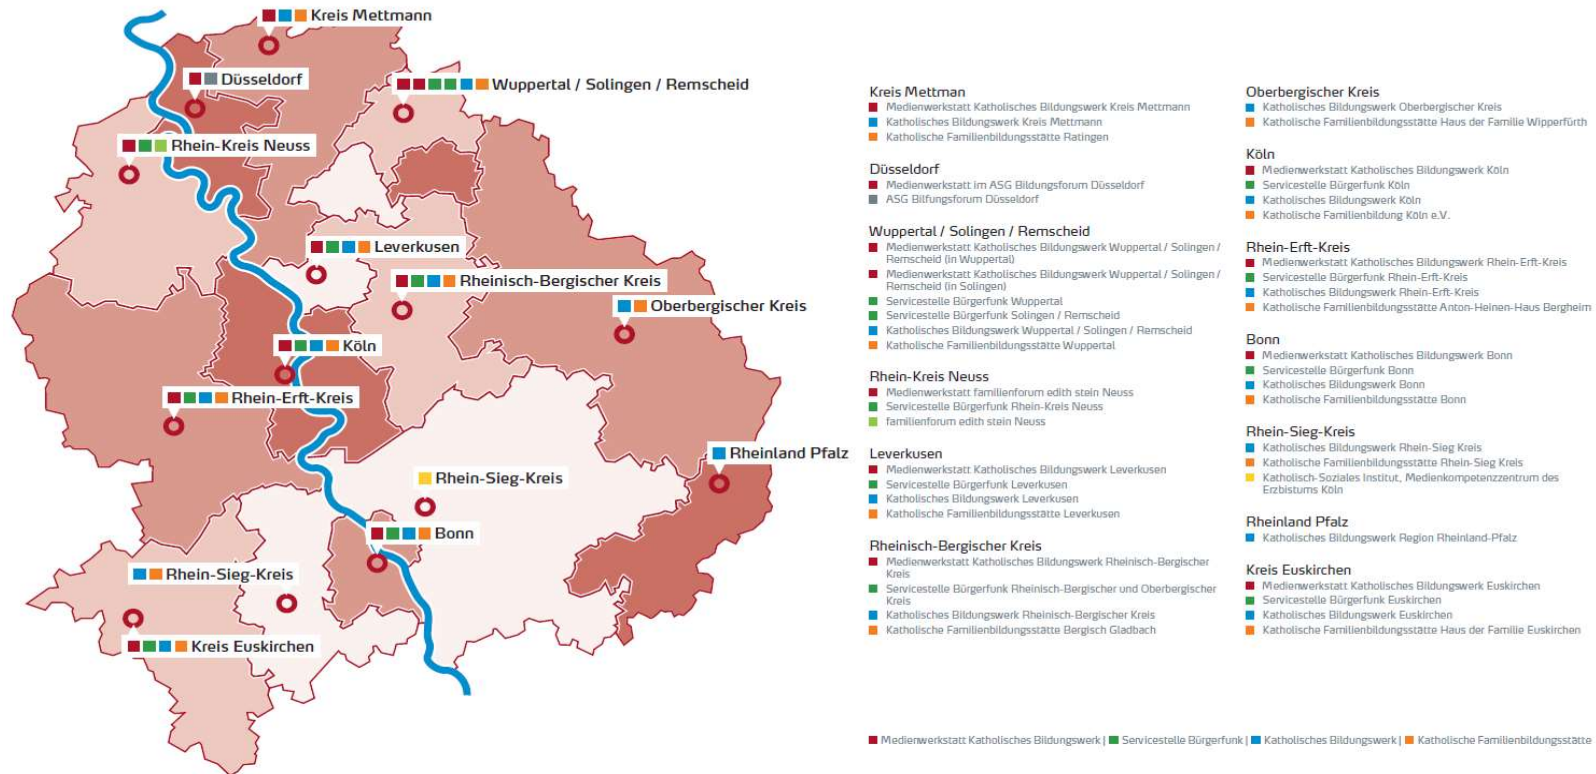 Kreis Mettmann
Düsseldorf
Wuppertal / Solingen / Remscheid
Rhein-Kreis Neuss
Leverkusen
Rheinisch-Bergischer Kreis
Oberbergischer Kreis
Köln
Rhein-Erft-Kreis
Rheinland Pfalz
Rhein-Sieg-Kreis
Bonn
Rhein-Sieg-Kreis
Kreis Euskirchen
Kreis Mettman
Medienwerkstatt Katholisches Bildungswerk Kreis Mettmann
Katholisches Bildungswerk Kreis Mettmann
Katholische Familienbildungsstätte Ratingen
Düsseldorf
Medienwerkstatt im ASG Bildungsforum Düsseldorf
ASG Bilfungsforum Düsseldorf
Wuppertal / Solingen / Remscheid
Medienwerkstatt Katholisches Bildungswerk Wuppertal / Solingen /
Remscheid (in Wuppertal)
Medienwerkstatt Katholisches Bildungswerk Wuppertal / Solingen /
Remscheid (in Solingen)
Servicestelle Bürgerfunk Wuppertal
Servicestelle Bürgerfunk Solingen / Remscheid
Katholisches Bildungswerk Wuppertal / Solingen / Remscheid
Katholische Familienbildungsstätte Wuppertal
Rhein-Kreis Neuss
Medienwerkstatt familienforum edith stein Neuss
Servicestelle Bürgerfunk Rhein-Kreis Neuss
familienforum edith stein Neuss
Leverkusen
Medienwerkstatt Katholisches Bildungswerk Leverkusen
Servicestelle Bürgerfunk Leverkusen
Katholisches Bildungswerk Leverkusen
Katholische Familienbildungsstätte Leverkusen
Rheinisch-Bergischer Kreis
Medienwerkstatt Katholisches Bildungswerk Rheinisch-Bergischer
Kreis
Servicestelle Bürgerfunk Rheinisch-Bergischer und Oberbergischer
Kreis
Katholisches Bildungswerk Rheinisch-Bergischer Kreis
Katholische Familienbildungsstätte Bergisch Gladbach
Oberbergischer Kreis
Katholisches Bildungswerk Oberbergischer Kreis
Katholische Familienbildungsstätte Haus der Familie Wipperfürth
Köln
Medienwerkstatt Katholisches Bildungswerk Köln
Servicestelle Bürgerfunk Köln
Katholisches Bildungswerk Köln
Katholische Familienbildung Köln e.V.
Rhein-Erft-Kreis
Medienwerkstatt Katholisches Bildungswerk Rhein-Erft-Kreis
Servicestelle Bürgerfunk Rhein-Erft-Kreis
Katholisches Bildungswerk Rhein-Erft-Kreis
Katholische Familienbildungsstätte Anton-Heinen-Haus Bergheim
Bonn
Medienwerkstatt Katholisches Bildungswerk Bonn
Servicestelle Bürgerfunk Bonn
Katholisches Bildungswerk Bonn
Katholische Familienbildungsstätte Bonn
Rhein-Sieg-Kreis
Katholisches Bildungswerk Rhein-Sieg Kreis
Katholische Familienbildungsstätte Rhein-Sieg Kreis
Katholisch-Soziales Institut, Medienkompetenzzentrum des
Erzbistums Köln
Rheinland Pfalz
Katholisches Bildungswerk Region Rheinland-Pfalz
Kreis Euskirchen
Medienwerkstatt Katholisches Bildungswerk Euskirchen
Servicestelle Bürgerfunk Euskirchen
Katholisches Bildungswerk Euskirchen
Katholische Familienbildungsstätte Haus der Familie Euskirchen
Medienwerkstatt Katholisches Bildungswerk | Servicestelle Bürgerfunk | Katholisches Bildungswerk | Katholische Familienbildungsstätte